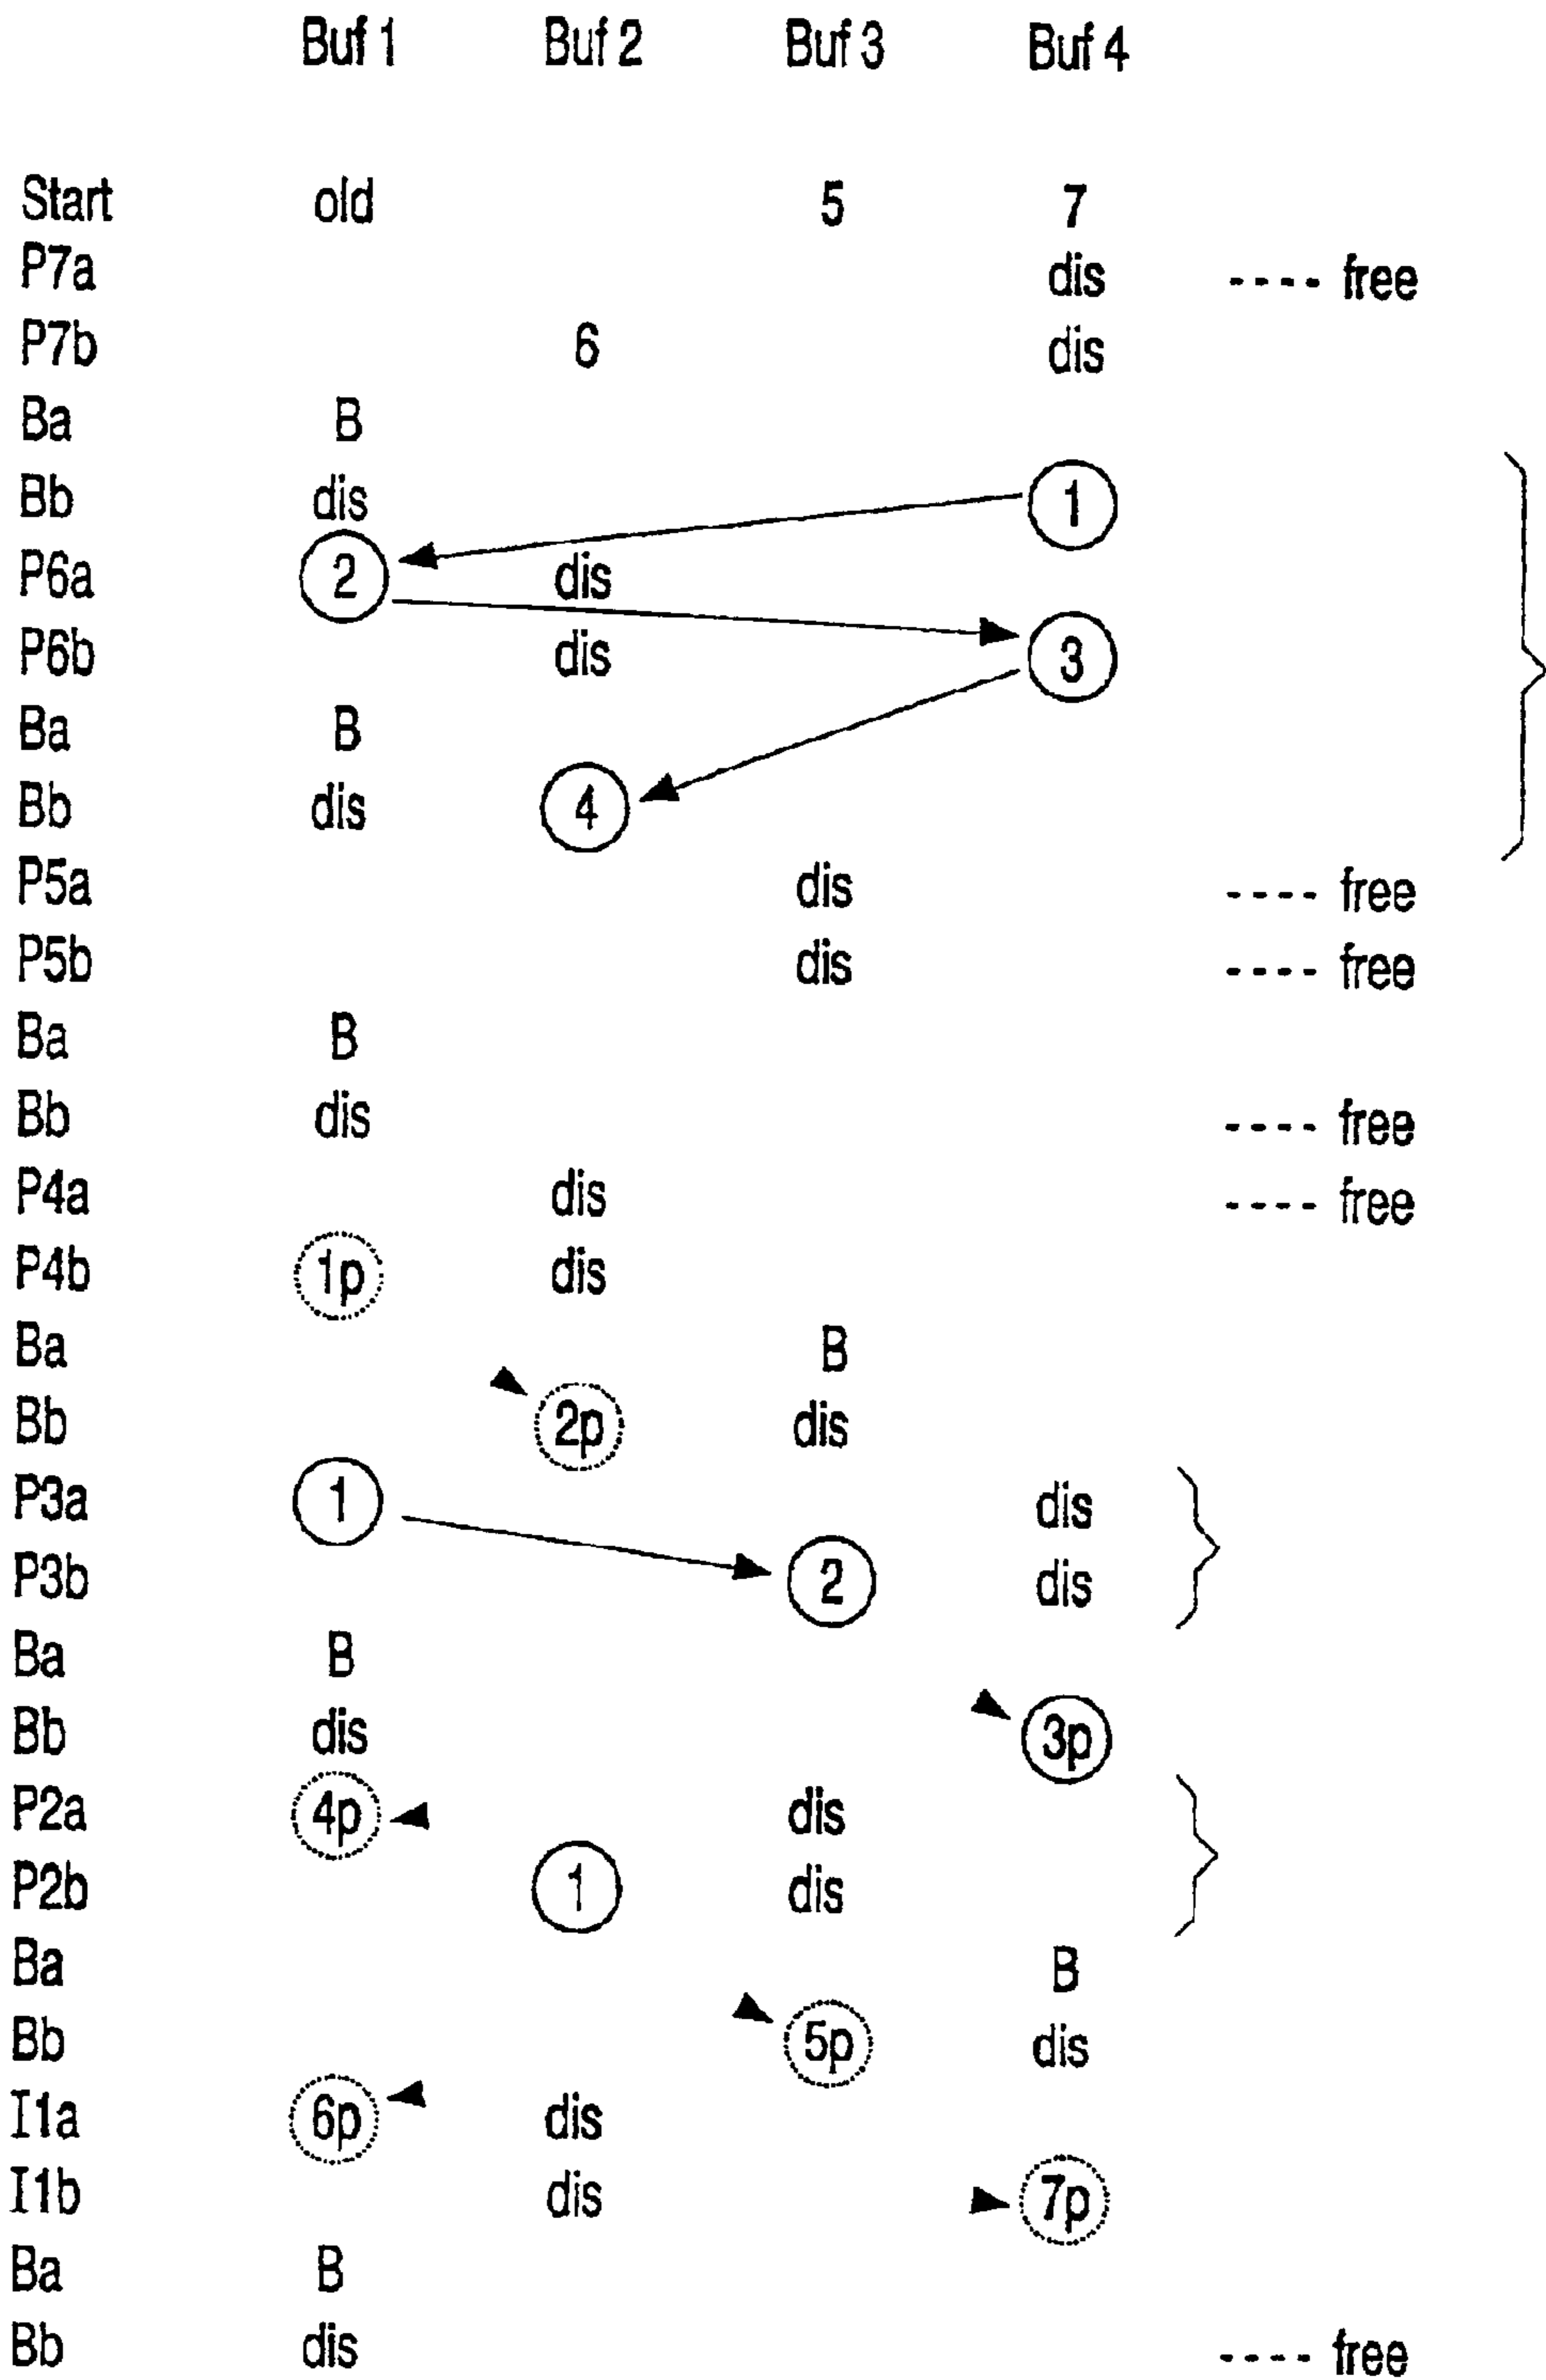 Buf 1 Buf 2 Buf 3 Buf 4
Start old 5 7
P7a dis ---- free
P7b 6 dis
Ba B
Bb dis 1
P6a 2 dis
P6b dis 3
Ba B
Bb dis 4
P5a dis ---- free
P5b dis ---- free
Ba B
Bb dis ---- free
P4a dis ---- free
P4b 1p dis
Ba B
Bb 2p dis
P3a 1 dis
P3b 2 dis
Ba B
Bb dis 3p
P2a 4p dis
P2b 1 dis
Ba B
Bb 5p dis
I1a 6p dis
I1b dis 7p
Ba B
Bb dis ---- free